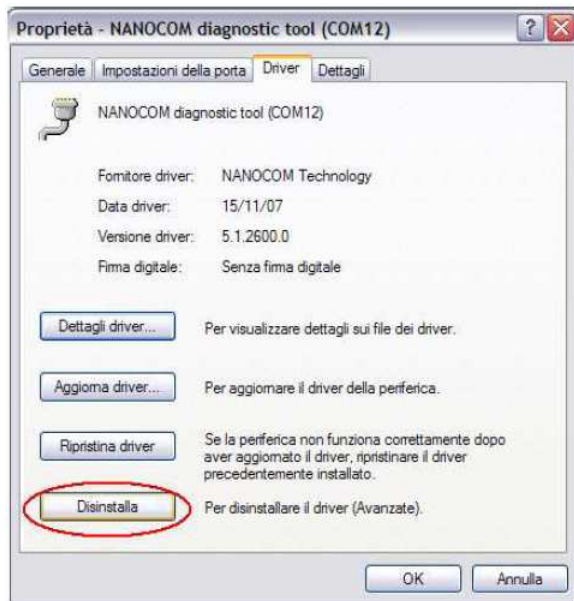 Proprietà - NANOCOM diagnostic tool (COM12)
Generale
Impostazioni della porta
Driver
Dettagli
NANOCOM diagnostic tool (COM12)
Fornitore driver: NANOCOM Technology
Data driver: 15/11/07
Versione driver: 5.1.2600.0
Firma digitale: Senza firma digitale
Dettagli driver... Per visualizzare dettagli sui file dei driver.
Aggiorna driver... Per aggiornare il driver della periferica.
Ripristina driver
Se la periferica non funziona correttamente dopo
aver aggiornato il driver, ripristinare il driver
precedentemente installato.
Disinstalla Per disinstallare il driver (Avanzate).
OK Annulla